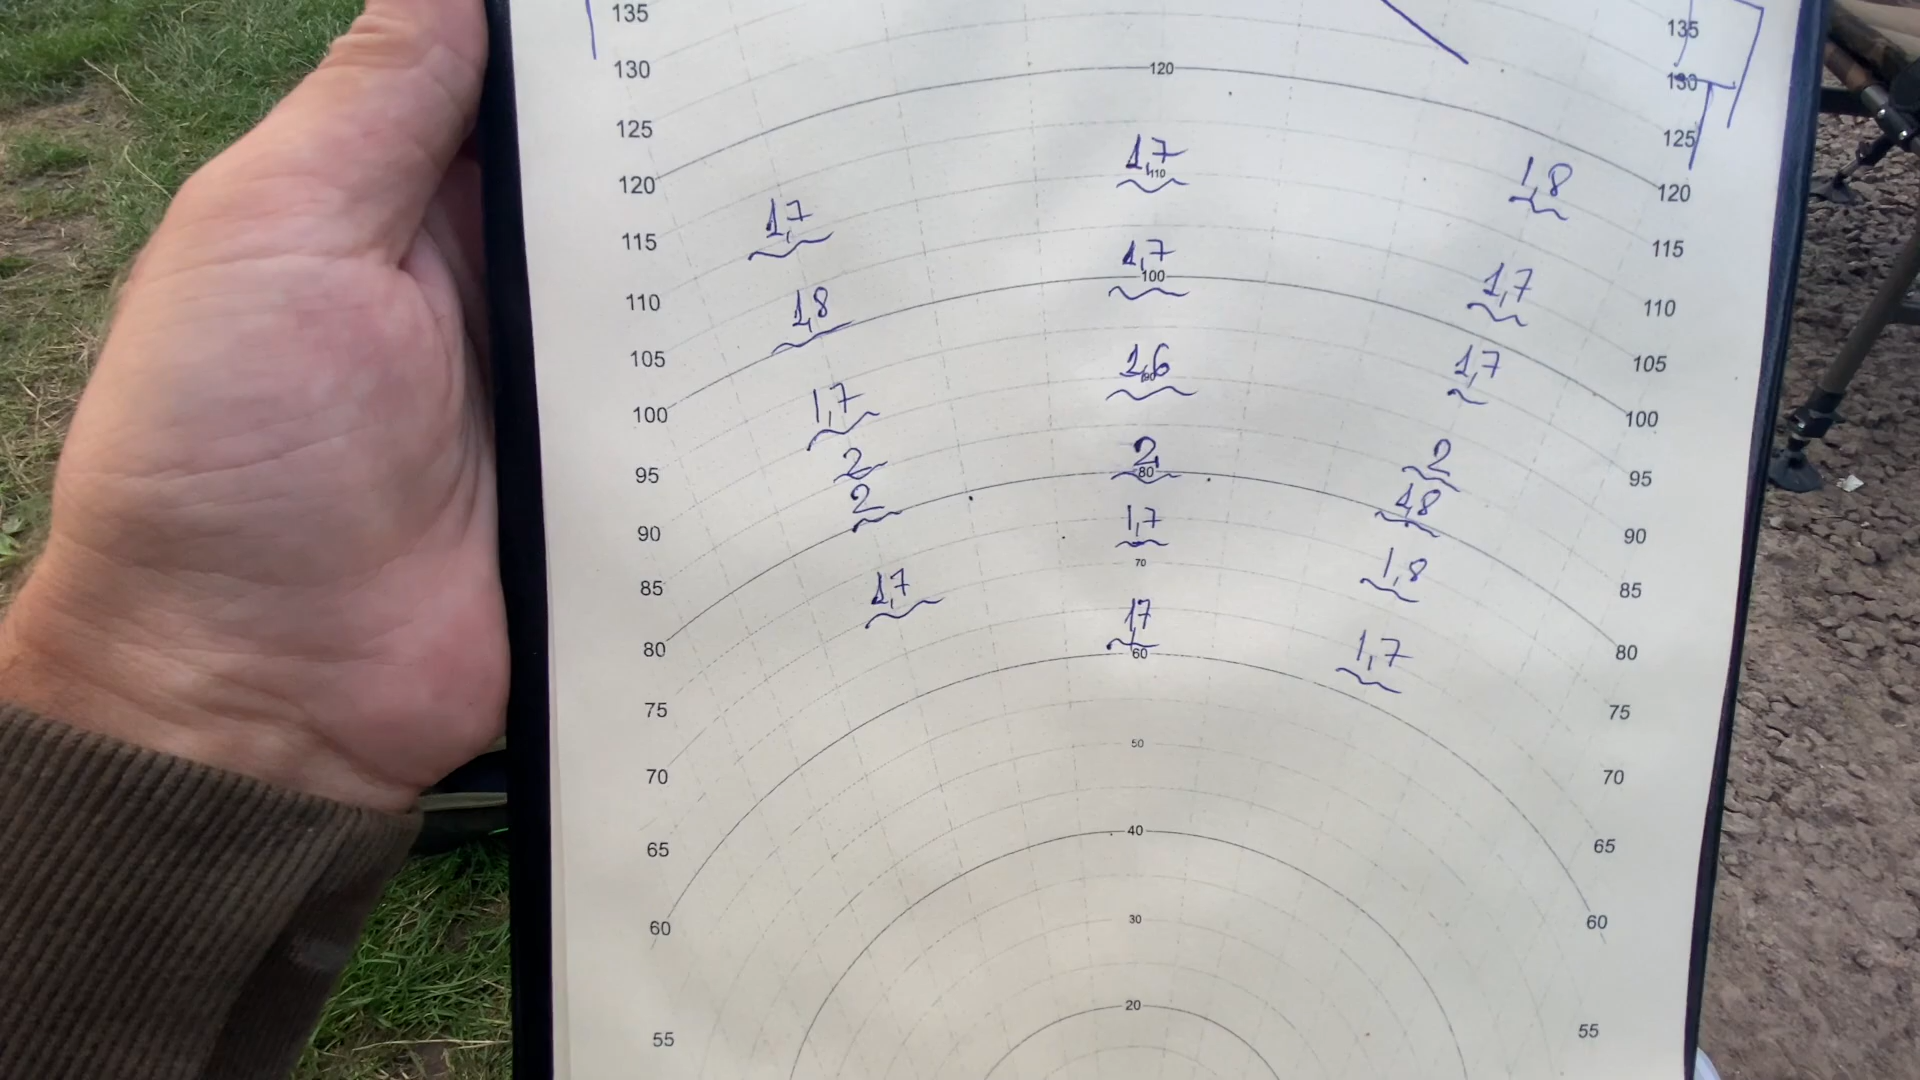 135 135
130 120 130
125 125
1,7 1,8
120 110 120
1,7
115 115
1,7 1,7
110 100 110
1,8
105 1,6 1,7 105
90
100 1,7 100
2 2 2
95 80 95
2 1,8
90 1,7 90
85 70 1,8 85
1,7
17
80 60 1,7 80
75 75
70 50 70
65 40 65
60 30 60
55 20 55